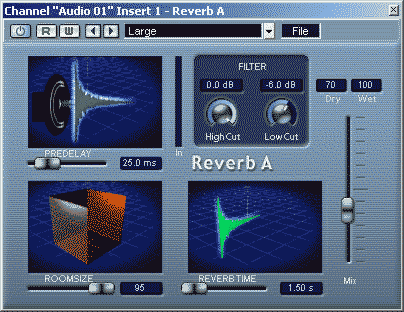 Channel "Audio 01" Insert 1 - Reverb A
R W Large File
FILTER
0.0 dB -6.0 dB 70 100
Dry Wet
High Cut Low Cut
PREDELAY In
25.0 ms Reverb A
ROOMSIZE REVERBTIME Mix
95 1.50 s